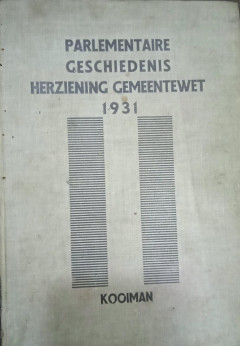 PARLEMENTAIRE
GESCHIEDENIS
HERZIENING GEMEENTEWET
1931
KOOIMAN